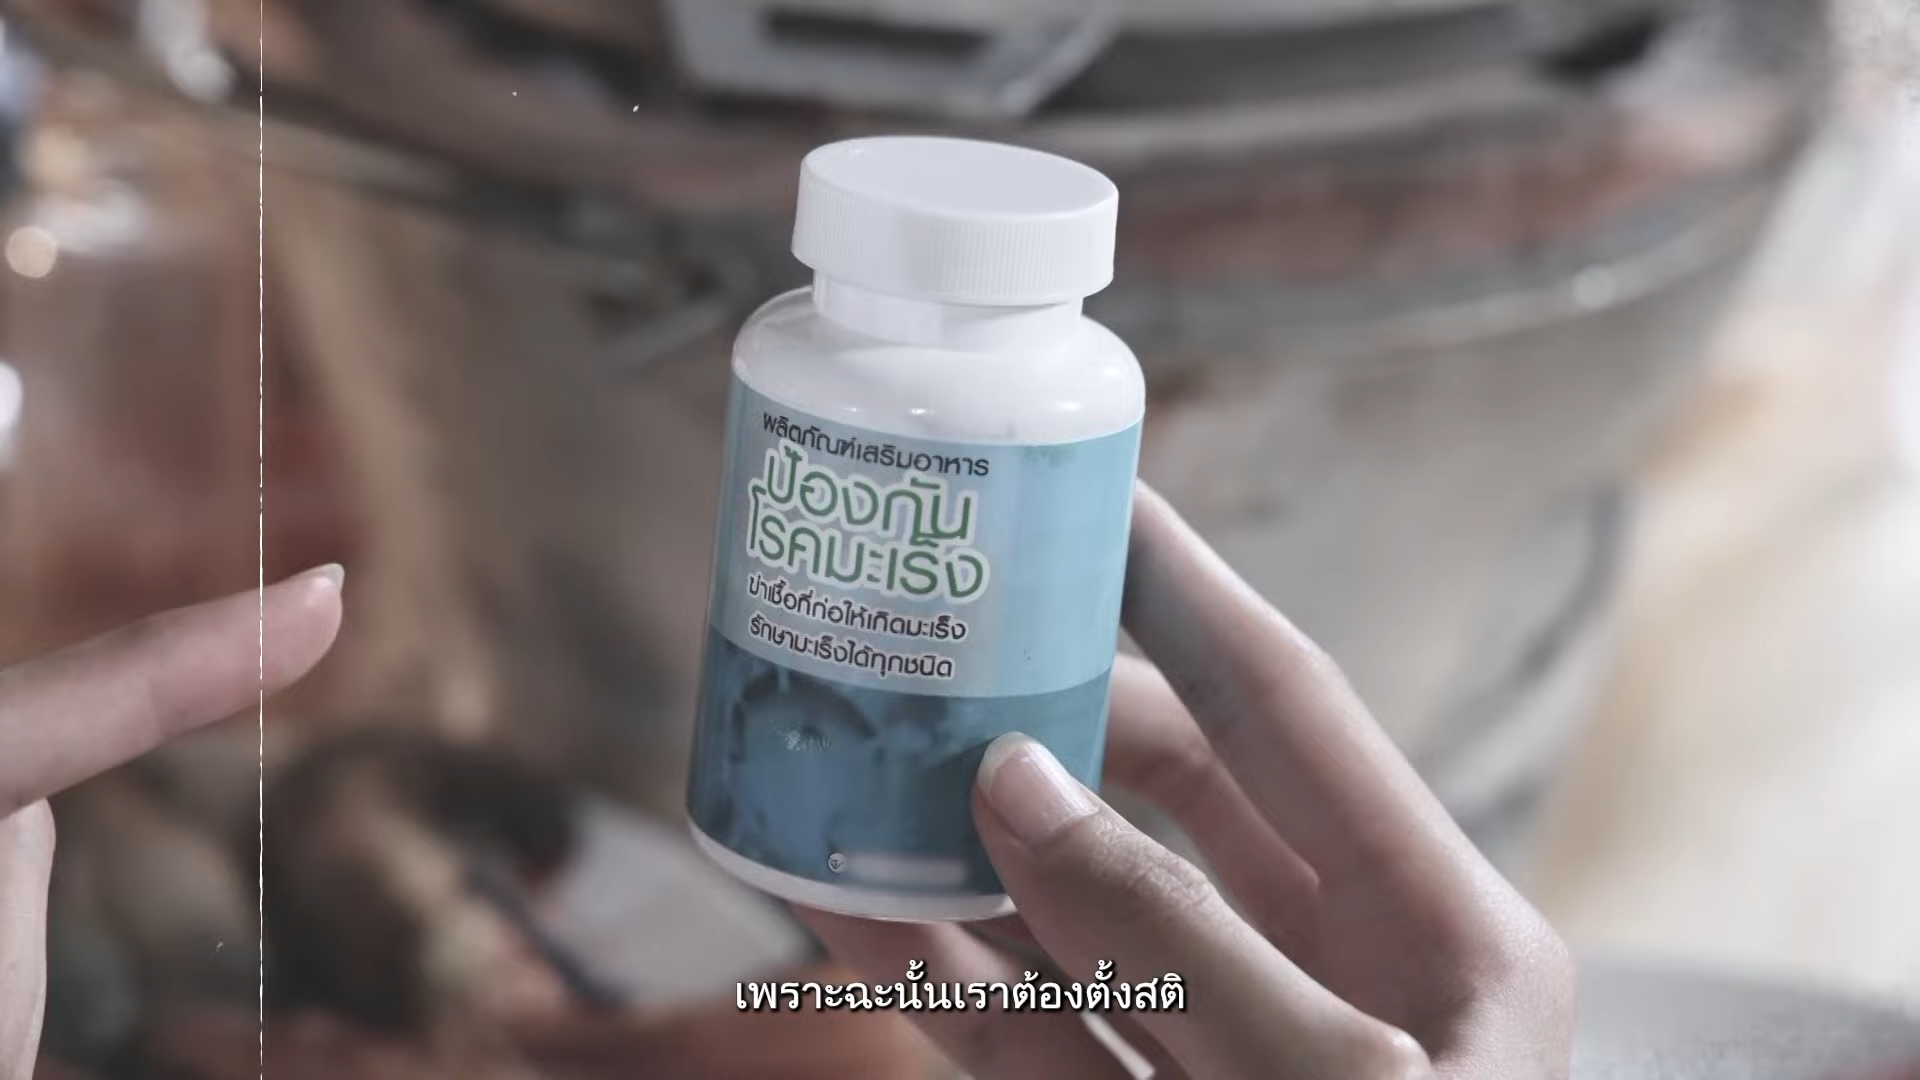 ผลิตภัณฑ์เสริมอาหาร
ป้องกัน
โรคมะเร็ง
ฆ่าเชื้อที่ก่อให้เกิดมะเร็ง
รักษามะเร็งได้ทุกชนิด
เพราะฉะนั้นเราต้องตั้งสติ